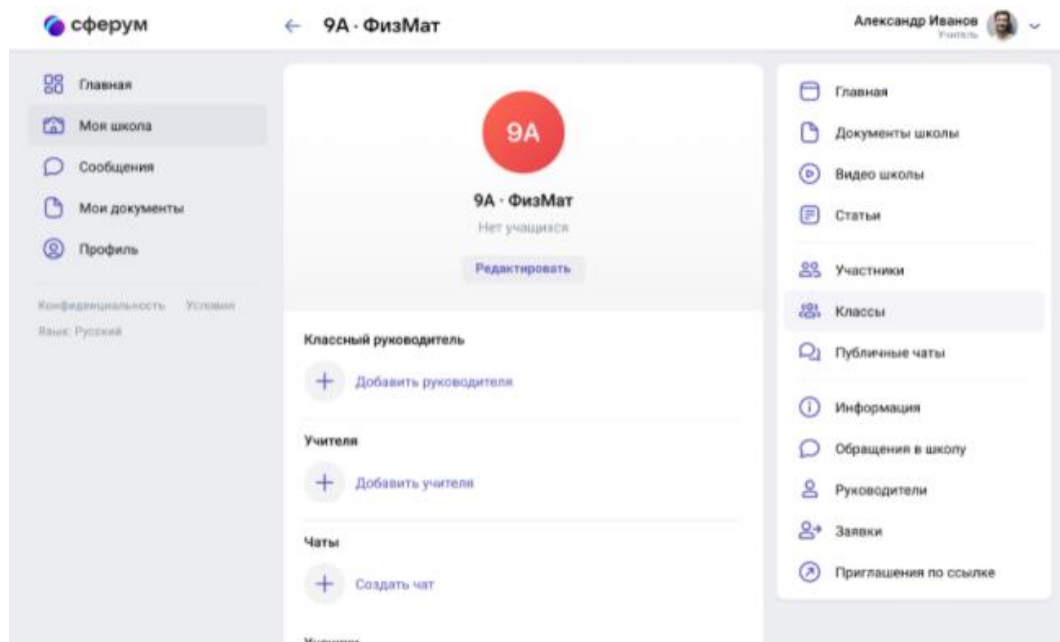 сферум
← 9А · ФизМат
Александр Иванов
Учитель
Главная
Моя школа
Сообщения
Мои документы
Профиль
Конфиденциальность Условия
Язык: Русский
9А
9А · ФизМат
Нет учащихся
Редактировать
Классный руководитель
Добавить руководителя
Учителя
Добавить учителя
Чаты
Создать чат
Главная
Документы школы
Видео школы
Статьи
Участники
Классы
Публичные чаты
Информация
Обращения в школу
Руководители
Заявки
Приглашения по ссылке